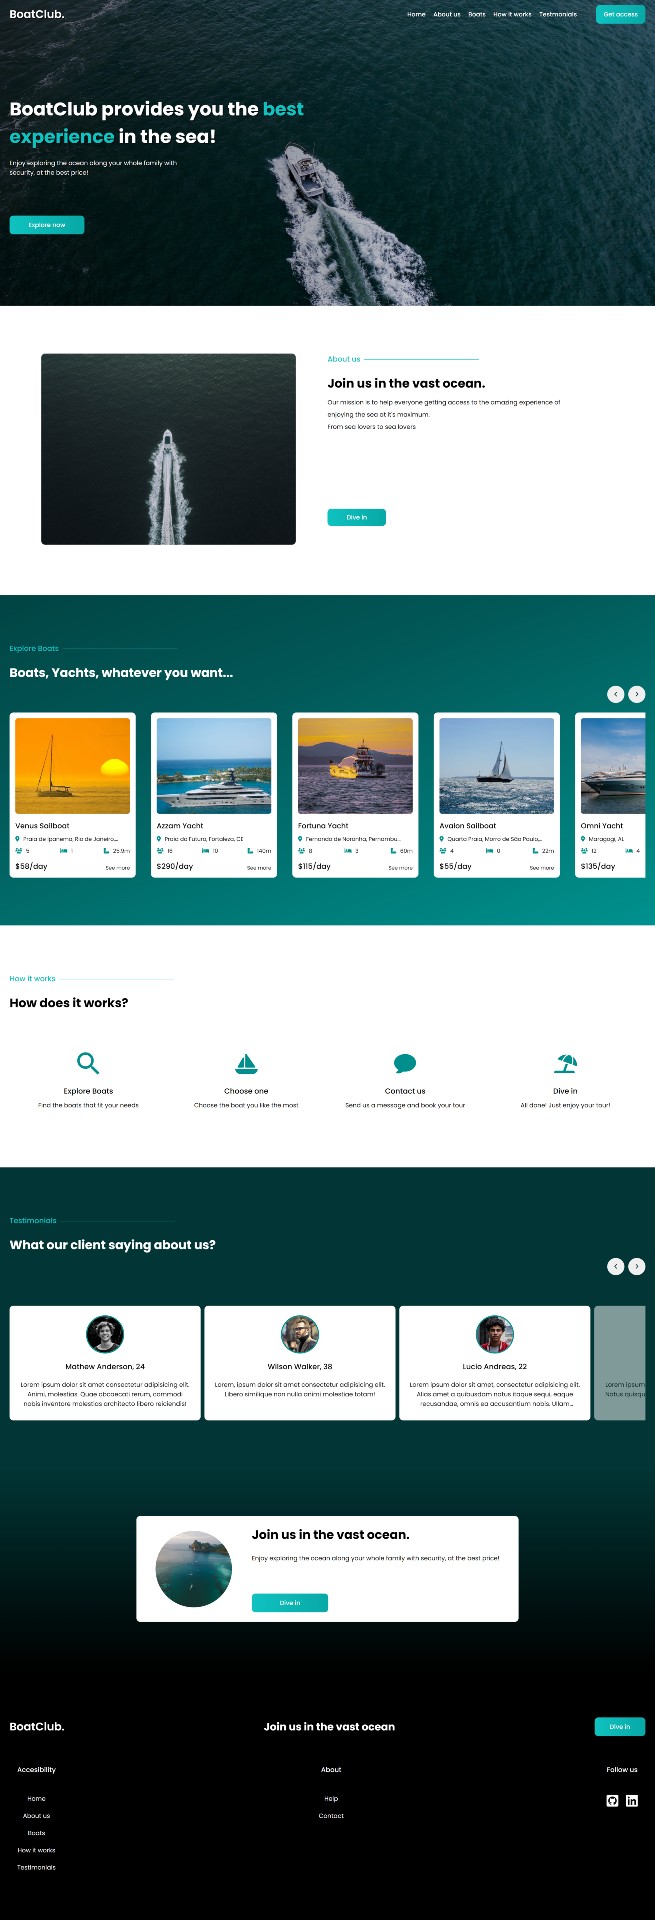 BoatClub.
Home About us Boats How it works Testmonials Get access
BoatClub provides you the best
experience in the sea!
Enjoy exploring the ocean along your whole family with
security, at the best price!
Explore now
About us
Join us in the vast ocean.
Our mission is to help everyone getting access to the amazing experience of
enjoying the sea at it's maximum.
From sea lovers to sea lovers
Dive in
Explore Boats
Boats, Yachts, whatever you want...
Venus Sailboat
Praia de Ipanema, Rio de Janeiro,...
5 1 25.9m
$58/day See more
Azzam Yacht
Praia do Futuro, Fortaleza, CE
16 10 140m
$290/day See more
Fortuna Yacht
Fernando de Noronha, Pernambu...
8 3 60m
$115/day See more
Avalon Sailboat
Quarta Praia, Morro de São Paulo,...
4 0 22m
$55/day See more
Omni Yacht
Maragogi, AL
12 4
$135/day
How it works
How does it works?
Explore Boats
Find the boats that fit your needs
Choose one
Choose the boat you like the most
Contact us
Send us a message and book your tour
Dive in
All done! Just enjoy your tour!
Testimonials
What our client saying about us?
Mathew Anderson, 24
Lorem ipsum dolor sit amet consectetur adipisicing elit.
Animi, molestiae. Quae obcaecati rerum, commodi
nobis inventore molestias architecto libero reiciendis!
Wilson Walker, 38
Lorem, ipsum dolor sit amet consectetur adipisicing elit.
Libero similique non nulla animi molestiae totam!
Lucio Andreas, 22
Lorem ipsum dolor sit amet, consectetur adipisicing elit.
Alias amet a quibusdam natus itaque sequi, eaque
recusandae, omnis ea accusantium nobis. Ullam...
Lorem ipsum
Natus quisqu
Join us in the vast ocean.
Enjoy exploring the ocean along your whole family with security, at the best price!
Dive in
BoatClub.
Join us in the vast ocean
Dive in
Accesibility
Home
About us
Boats
How it works
Testimonials
About
Help
Contact
Follow us